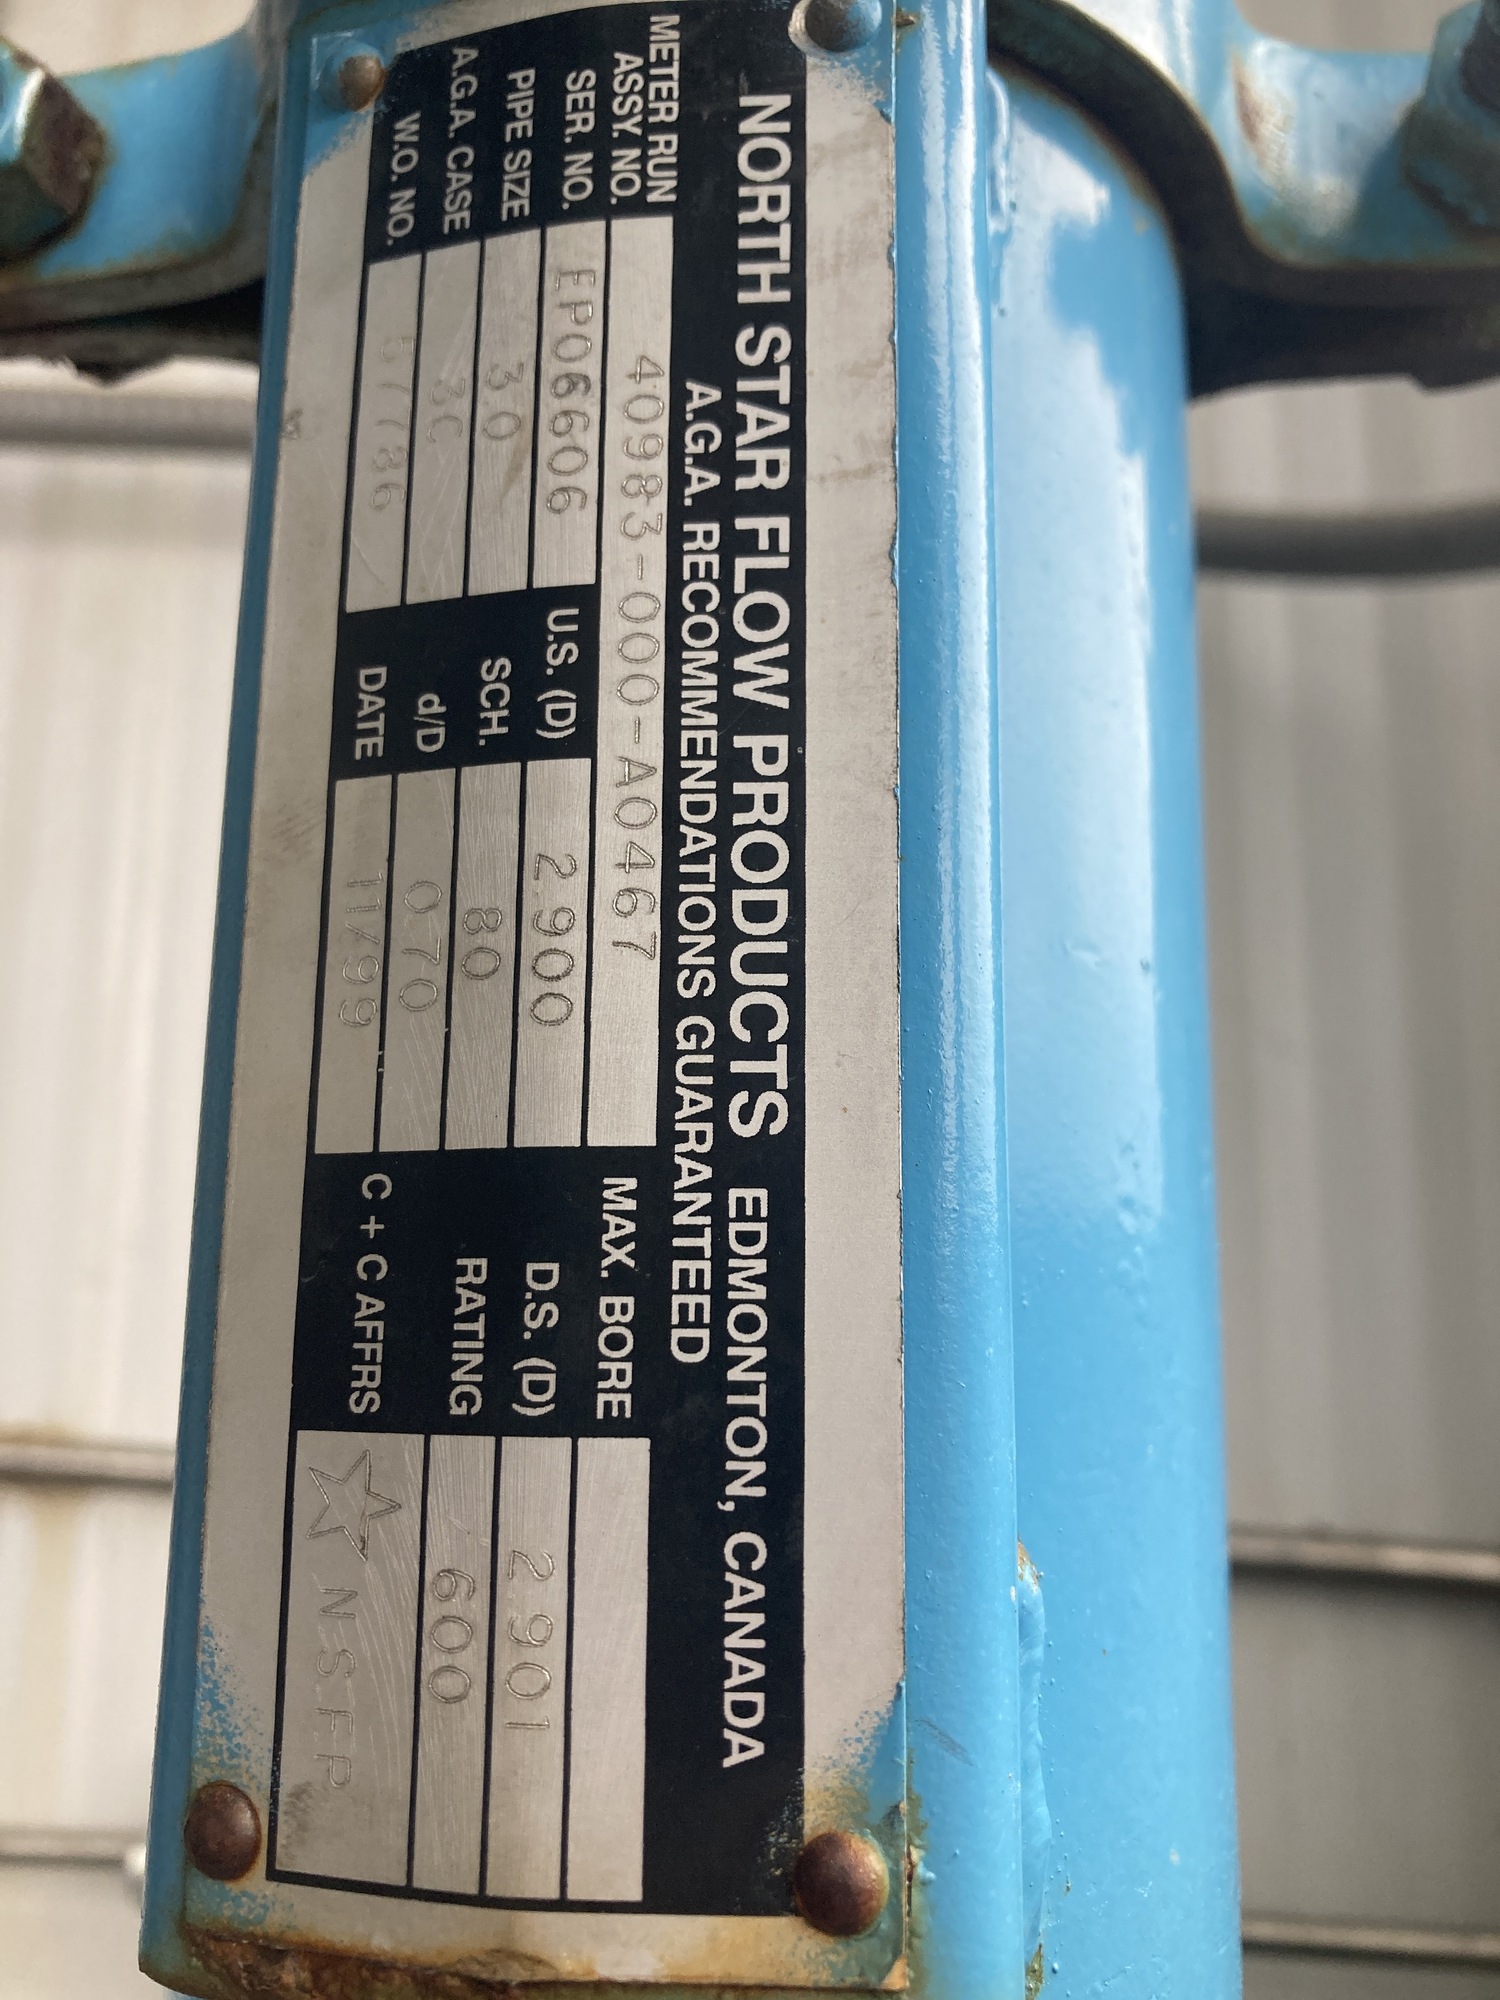 NORTH STAR FLOW PRODUCTS EDMONTON, CANADA
A.G.A. RECOMMENDATIONS GUARANTEED
METER RUN
ASSY. NO. 40983-000-A0467 MAX. BORE
SER. NO. EP06606 U.S. (D) 2.900 D.S. (D) 2.901
PIPE SIZE 3.0 SCH. 80 RATING 600
A.G.A. CASE 3C d/D 0.70
W.O. NO. 57786 DATE 11/99 C + C AFFRS NSFP